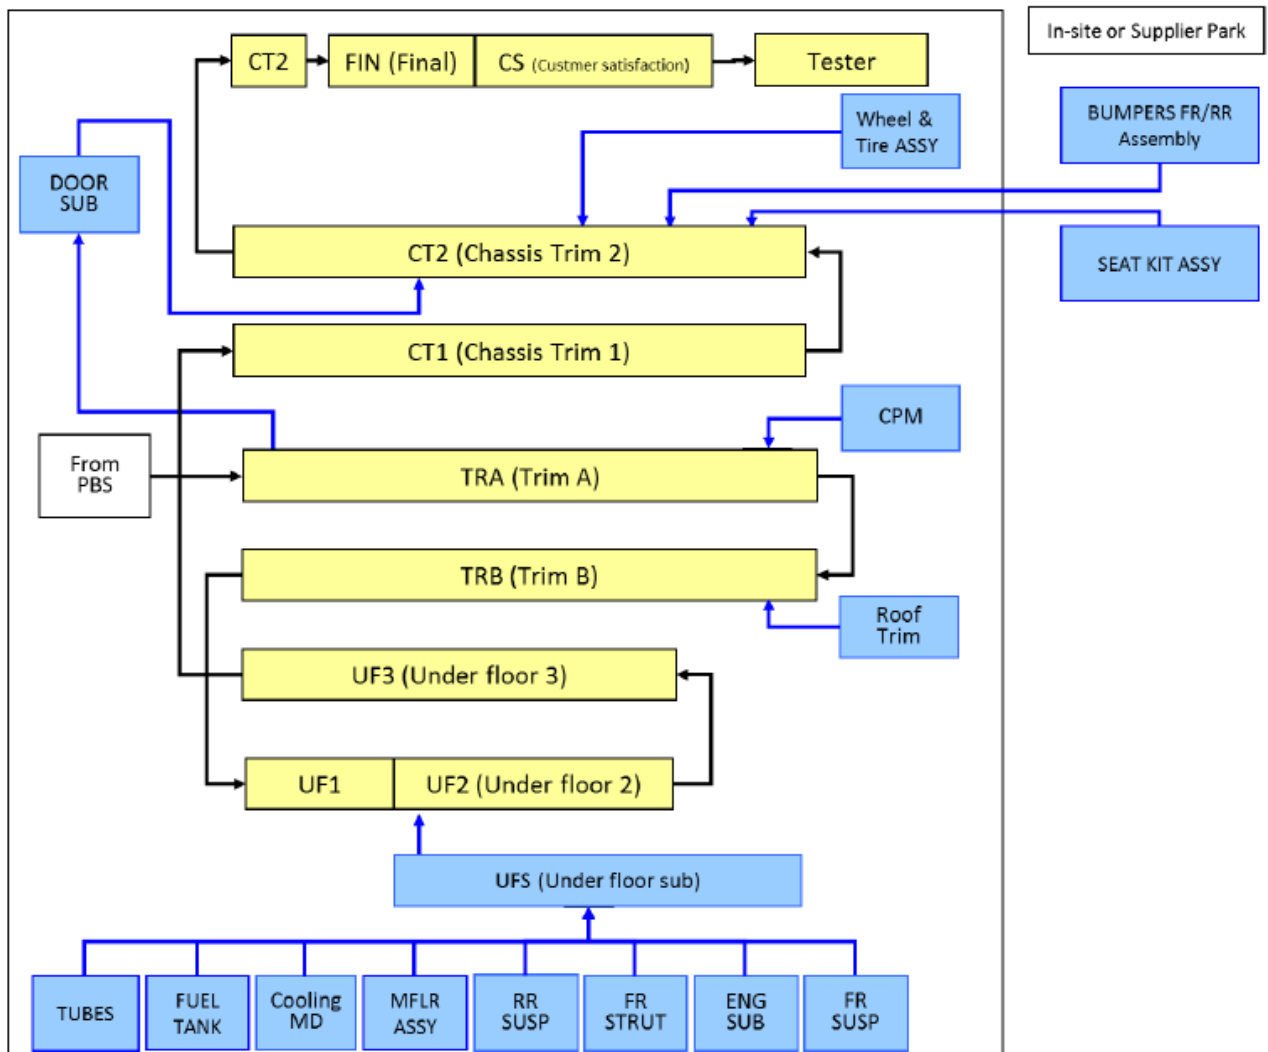 In-site or Supplier Park
CT2
FIN (Final)
CS (Custmer satisfaction)
Tester
Wheel &
Tire ASSY
BUMPERS FR/RR
Assembly
DOOR
SUB
CT2 (Chassis Trim 2)
SEAT KIT ASSY
CT1 (Chassis Trim 1)
CPM
From
PBS
TRA (Trim A)
TRB (Trim B)
Roof
Trim
UF3 (Under floor 3)
UF1
UF2 (Under floor 2)
UFS (Under floor sub)
TUBES
FUEL
TANK
Cooling
MD
MFLR
ASSY
RR
SUSP
FR
STRUT
ENG
SUB
FR
SUSP